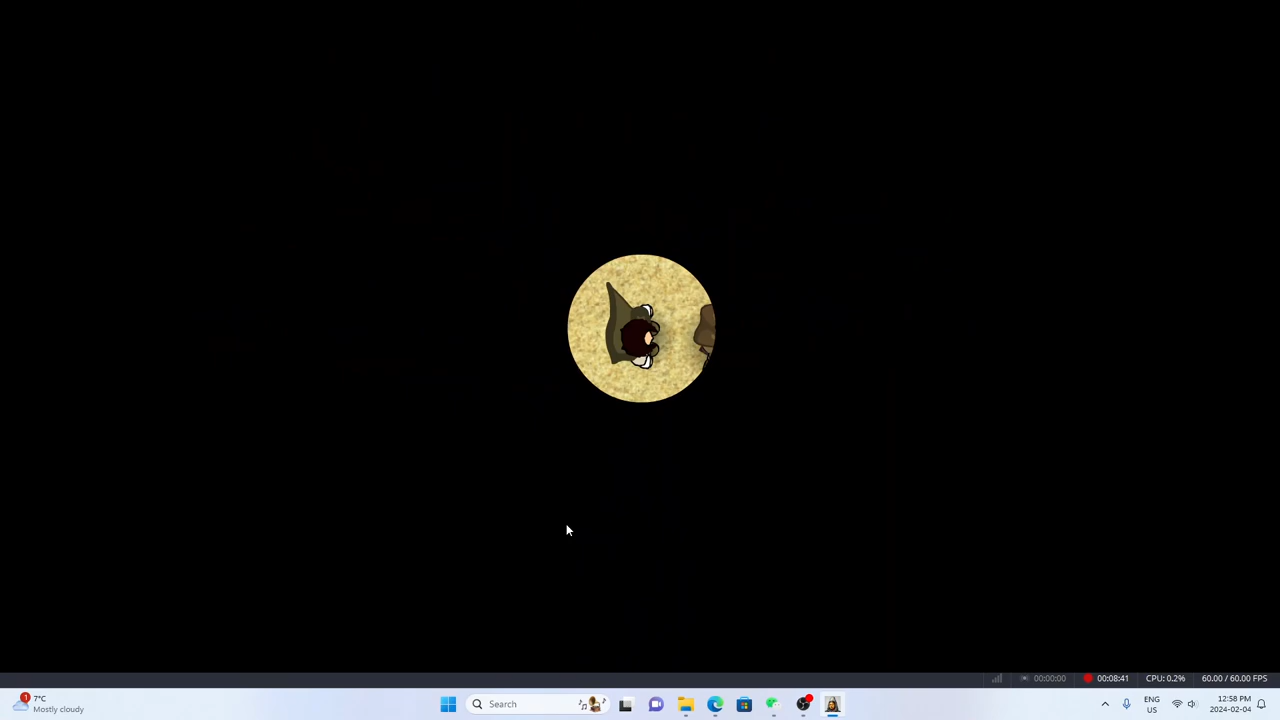 00:00:00
00:08:41
CPU: 0.2%
60.00 / 60.00 FPS
1
7°C
Mostly cloudy
Search
ENG
US
12:58 PM
2024-02-04